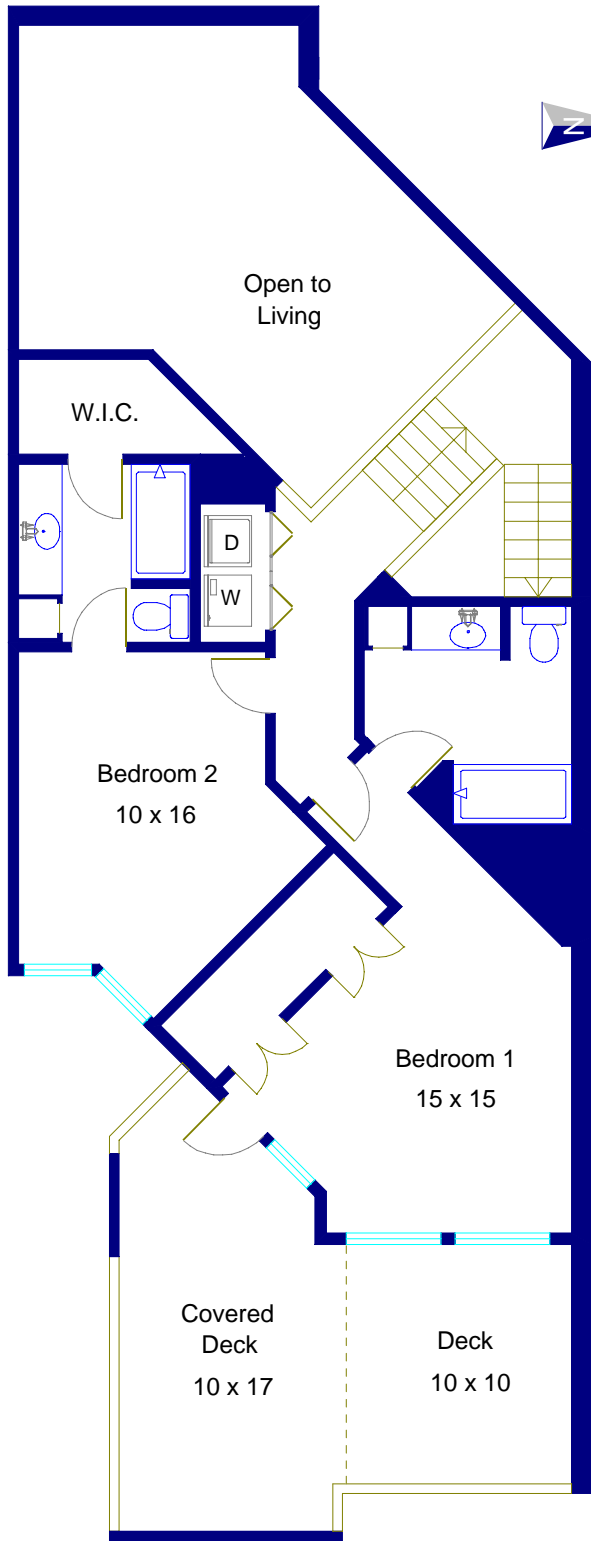 N
Open to
Living
W.I.C.
D
W
Bedroom 2
10 x 16
Bedroom 1
15 x 15
Covered
Deck
10 x 17
Deck
10 x 10